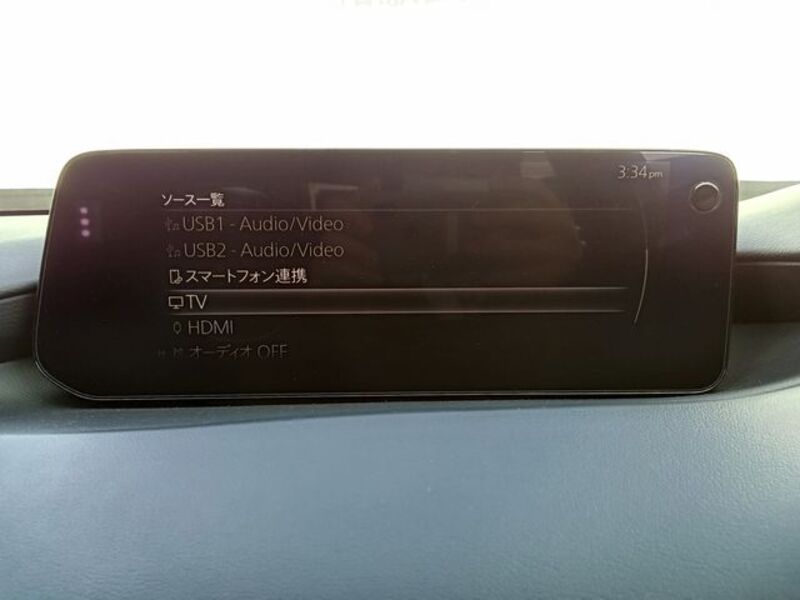 3:34pm
ソース一覧
USB1 - Audio/Video
USB2 - Audio/Video
スマートフォン連携
TV
HDMI
オーディオ OFF